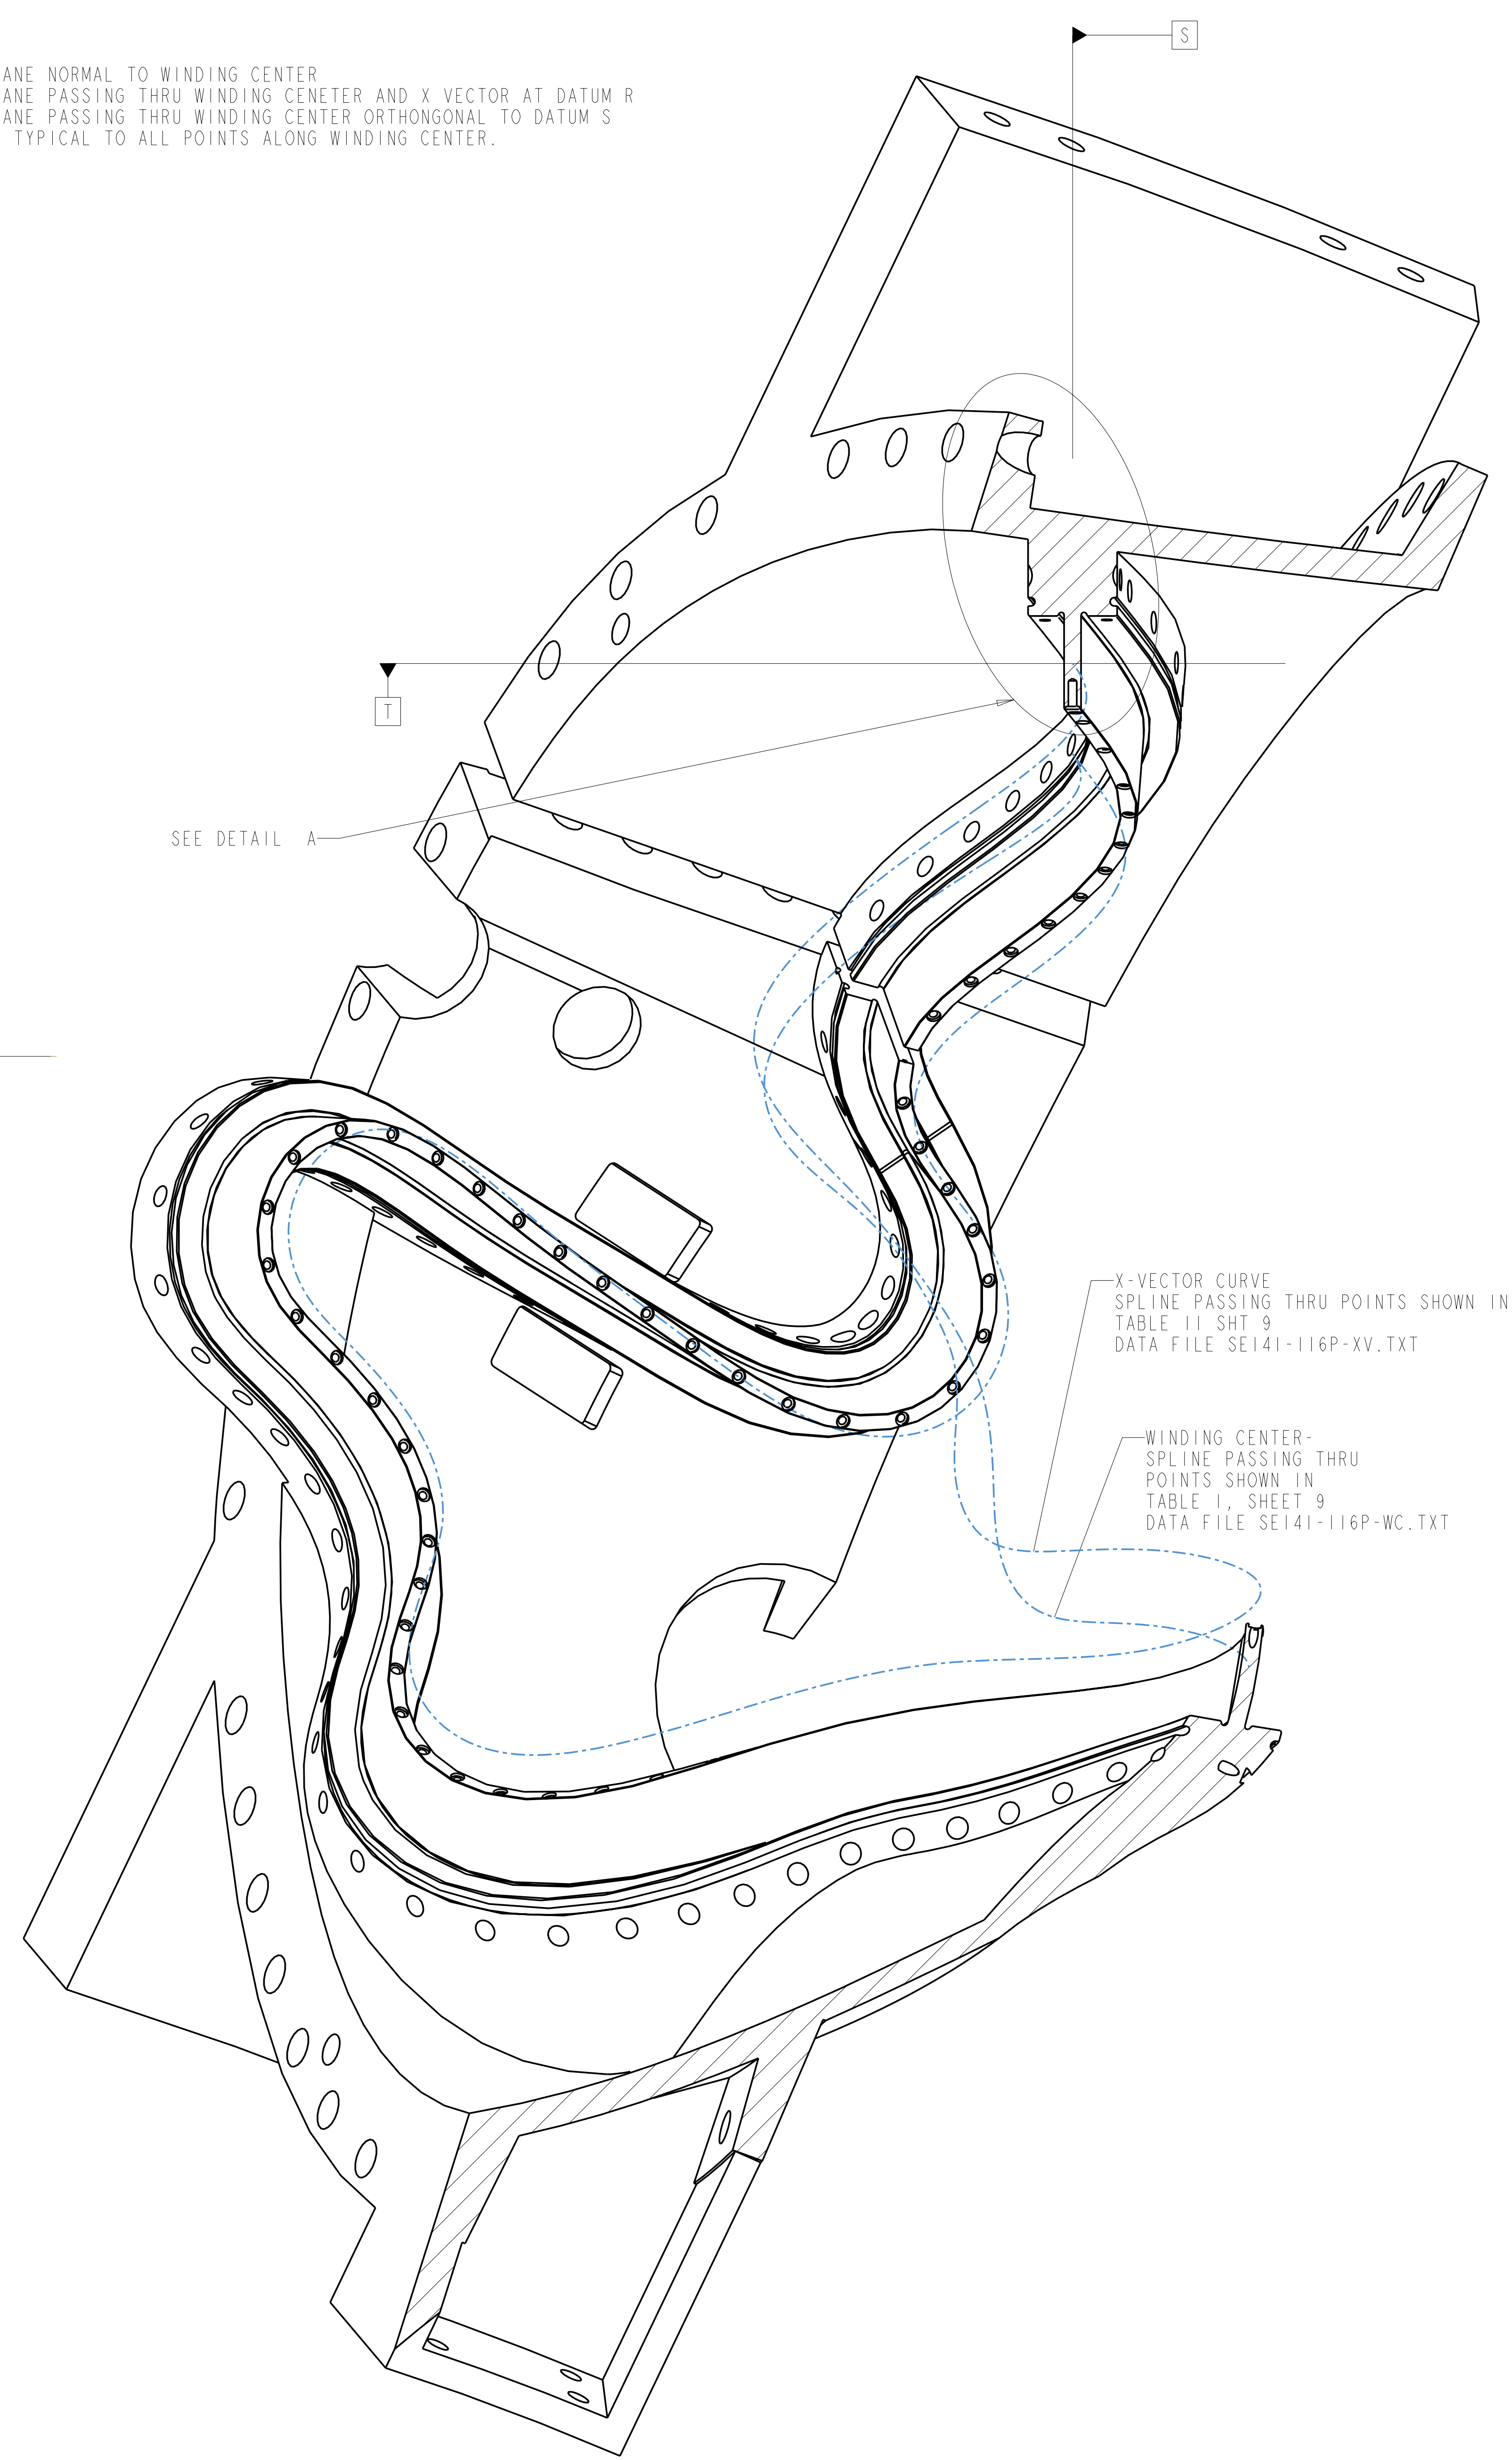 S
ANE NORMAL TO WINDING CENTER
ANE PASSING THRU WINDING CENETER AND X VECTOR AT DATUM R
ANE PASSING THRU WINDING CENTER ORTHONGONAL TO DATUM S
TYPICAL TO ALL POINTS ALONG WINDING CENTER.
T
SEE DETAIL A
X-VECTOR CURVE
SPLINE PASSING THRU POINTS SHOWN IN
TABLE II SHT 9
DATA FILE SE141-116P-XV.TXT
WINDING CENTER-
SPLINE PASSING THRU
POINTS SHOWN IN
TABLE I, SHEET 9
DATA FILE SE141-116P-WC.TXT